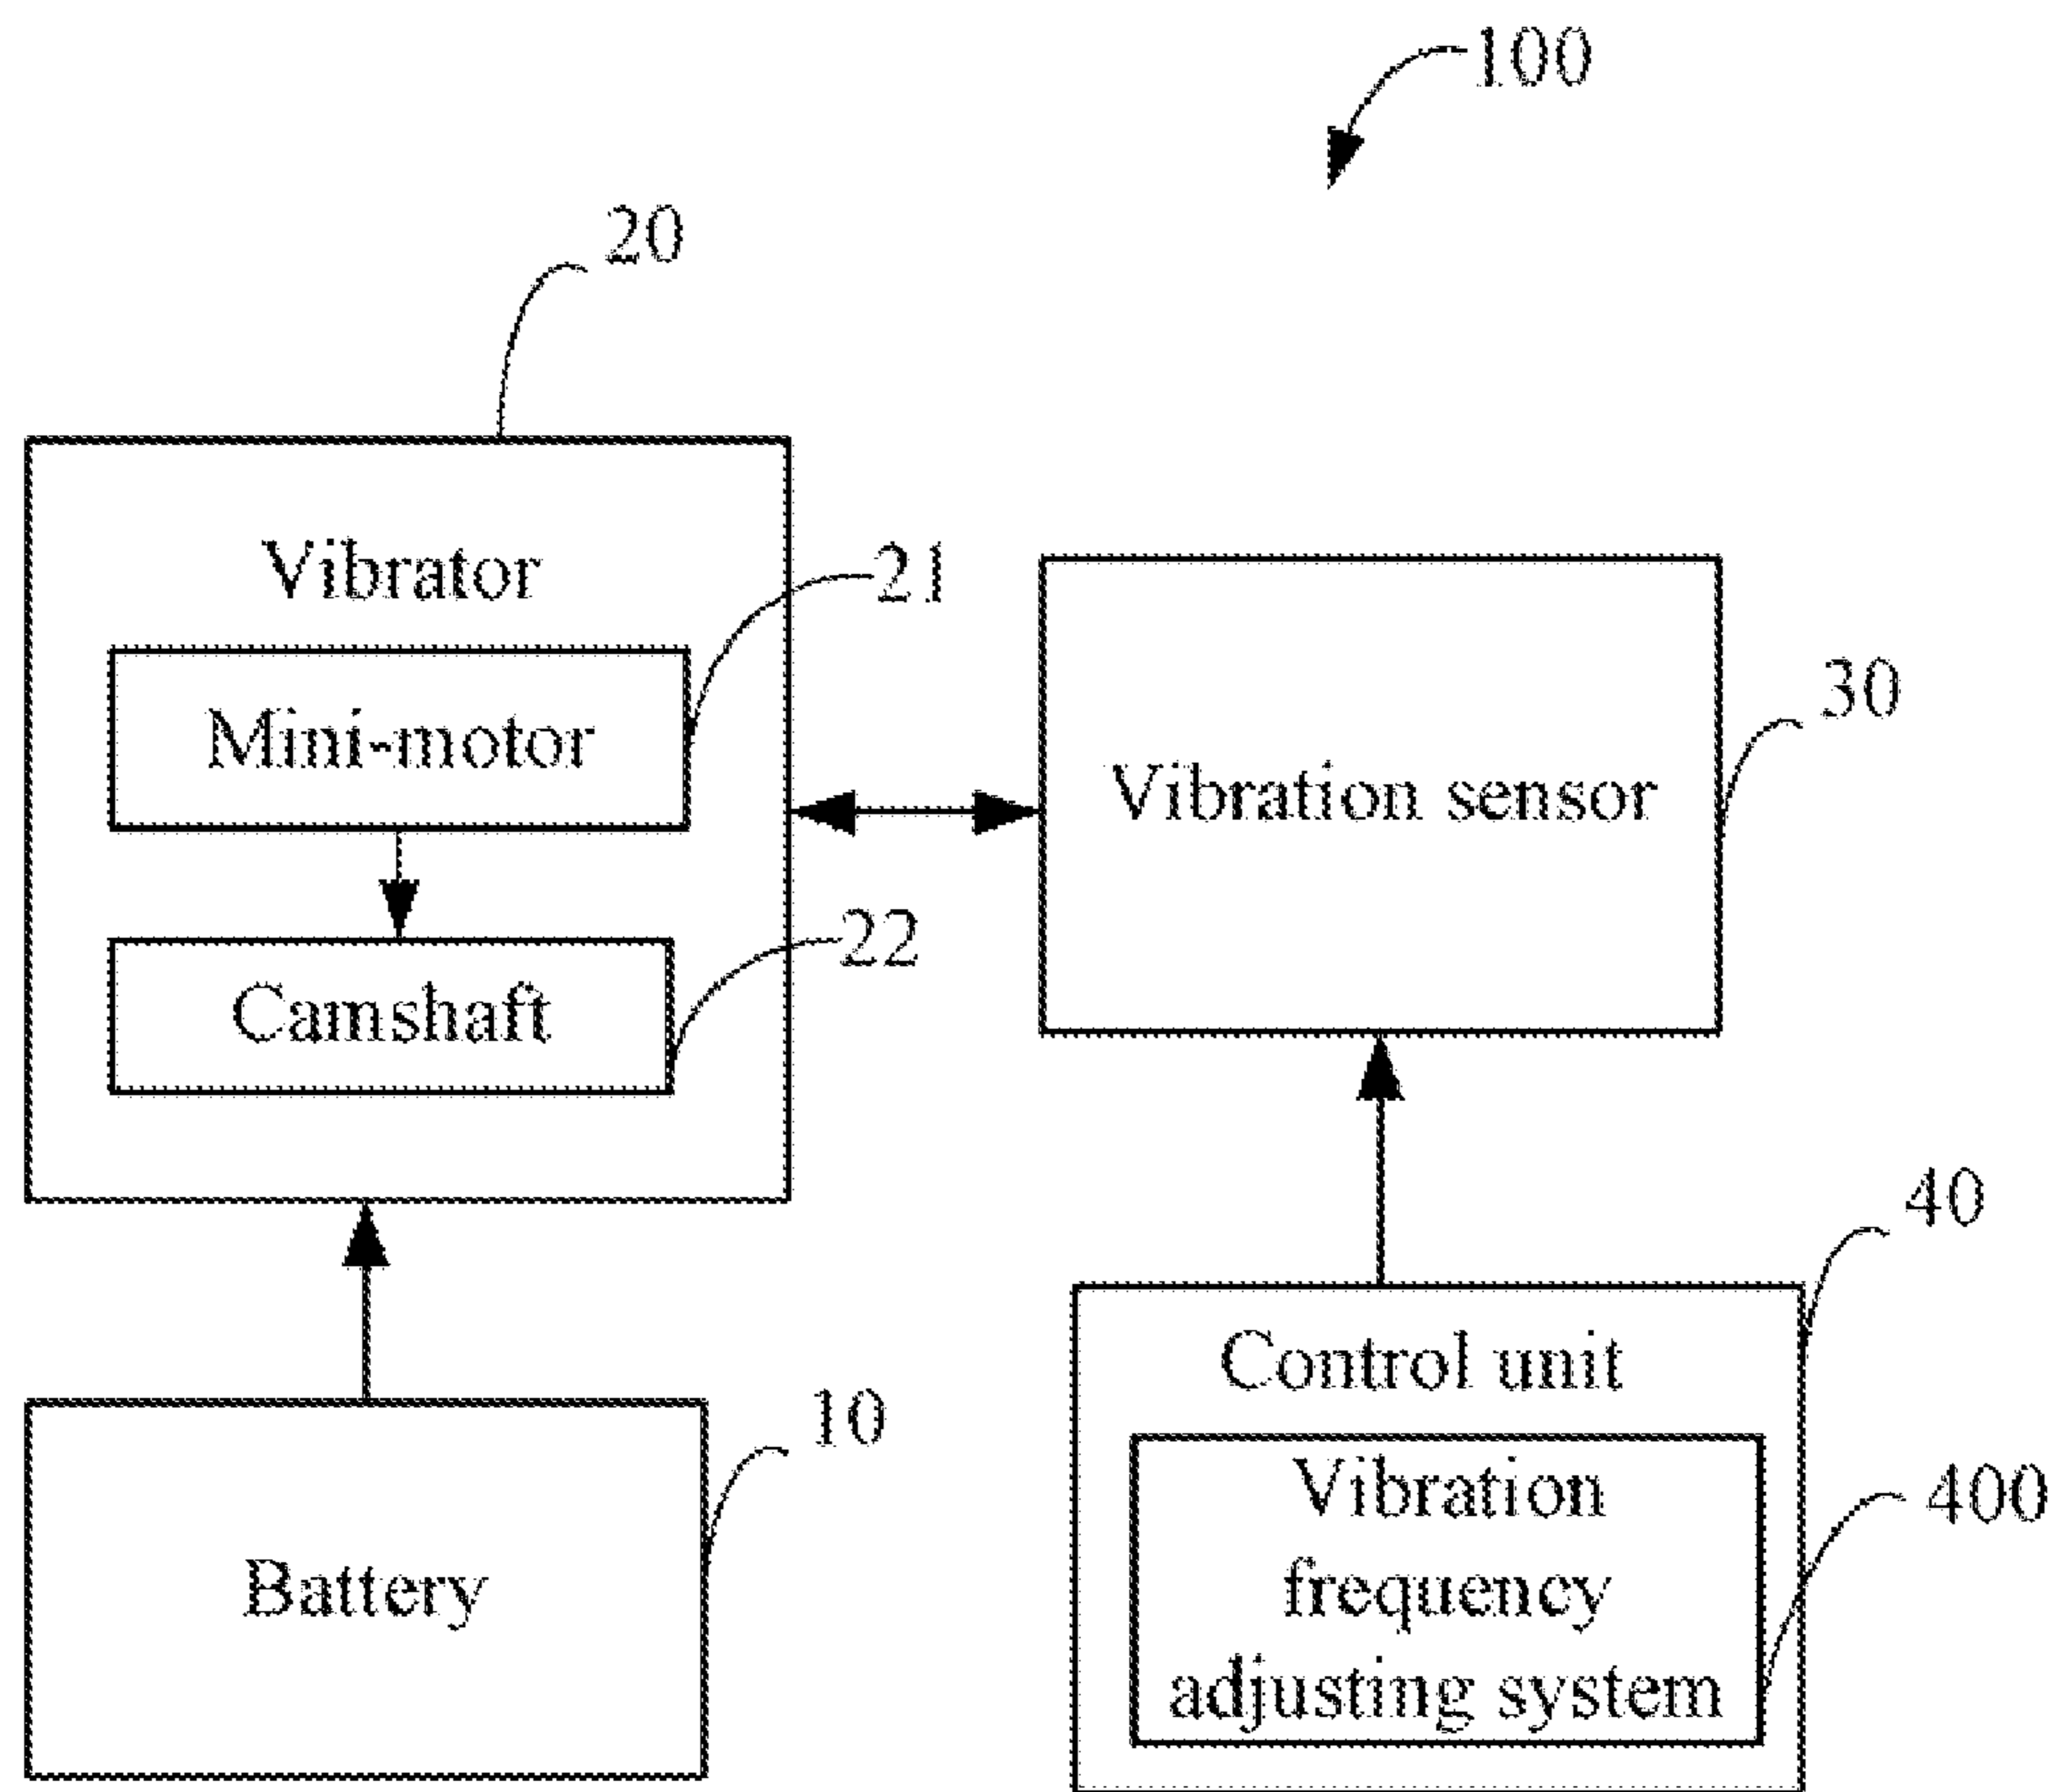 100
20
Vibrator
21
Mini-motor
30
Vibration sensor
22
Camshaft
40
Control unit
10
Vibration
400
frequency
Battery
adjusting system